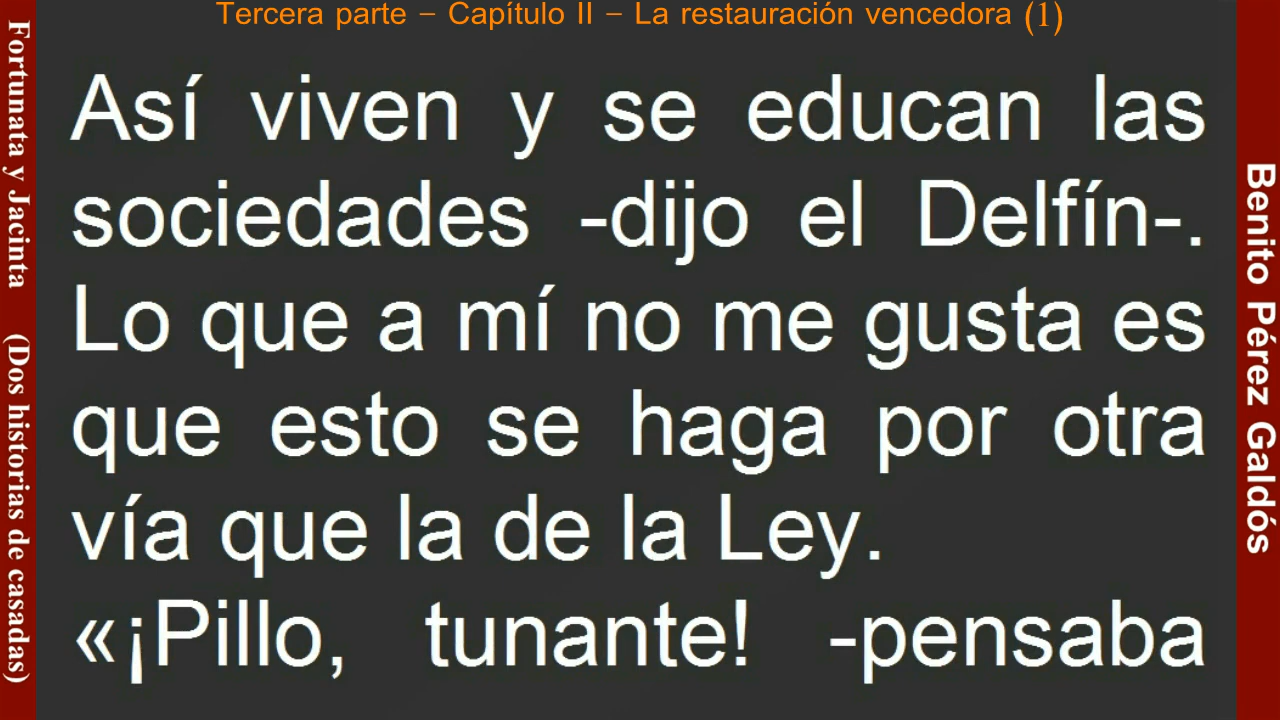 Tercera parte – Capítulo II – La restauración vencedora (1)
Así viven y se educan las
sociedades -dijo el Delfín-.
Lo que a mí no me gusta es
que esto se haga por otra
vía que la de la Ley.
«¡Pillo, tunante! -pensaba
Fortunata y Jacinta (Dos historias de casadas)
Benito Pérez Galdós